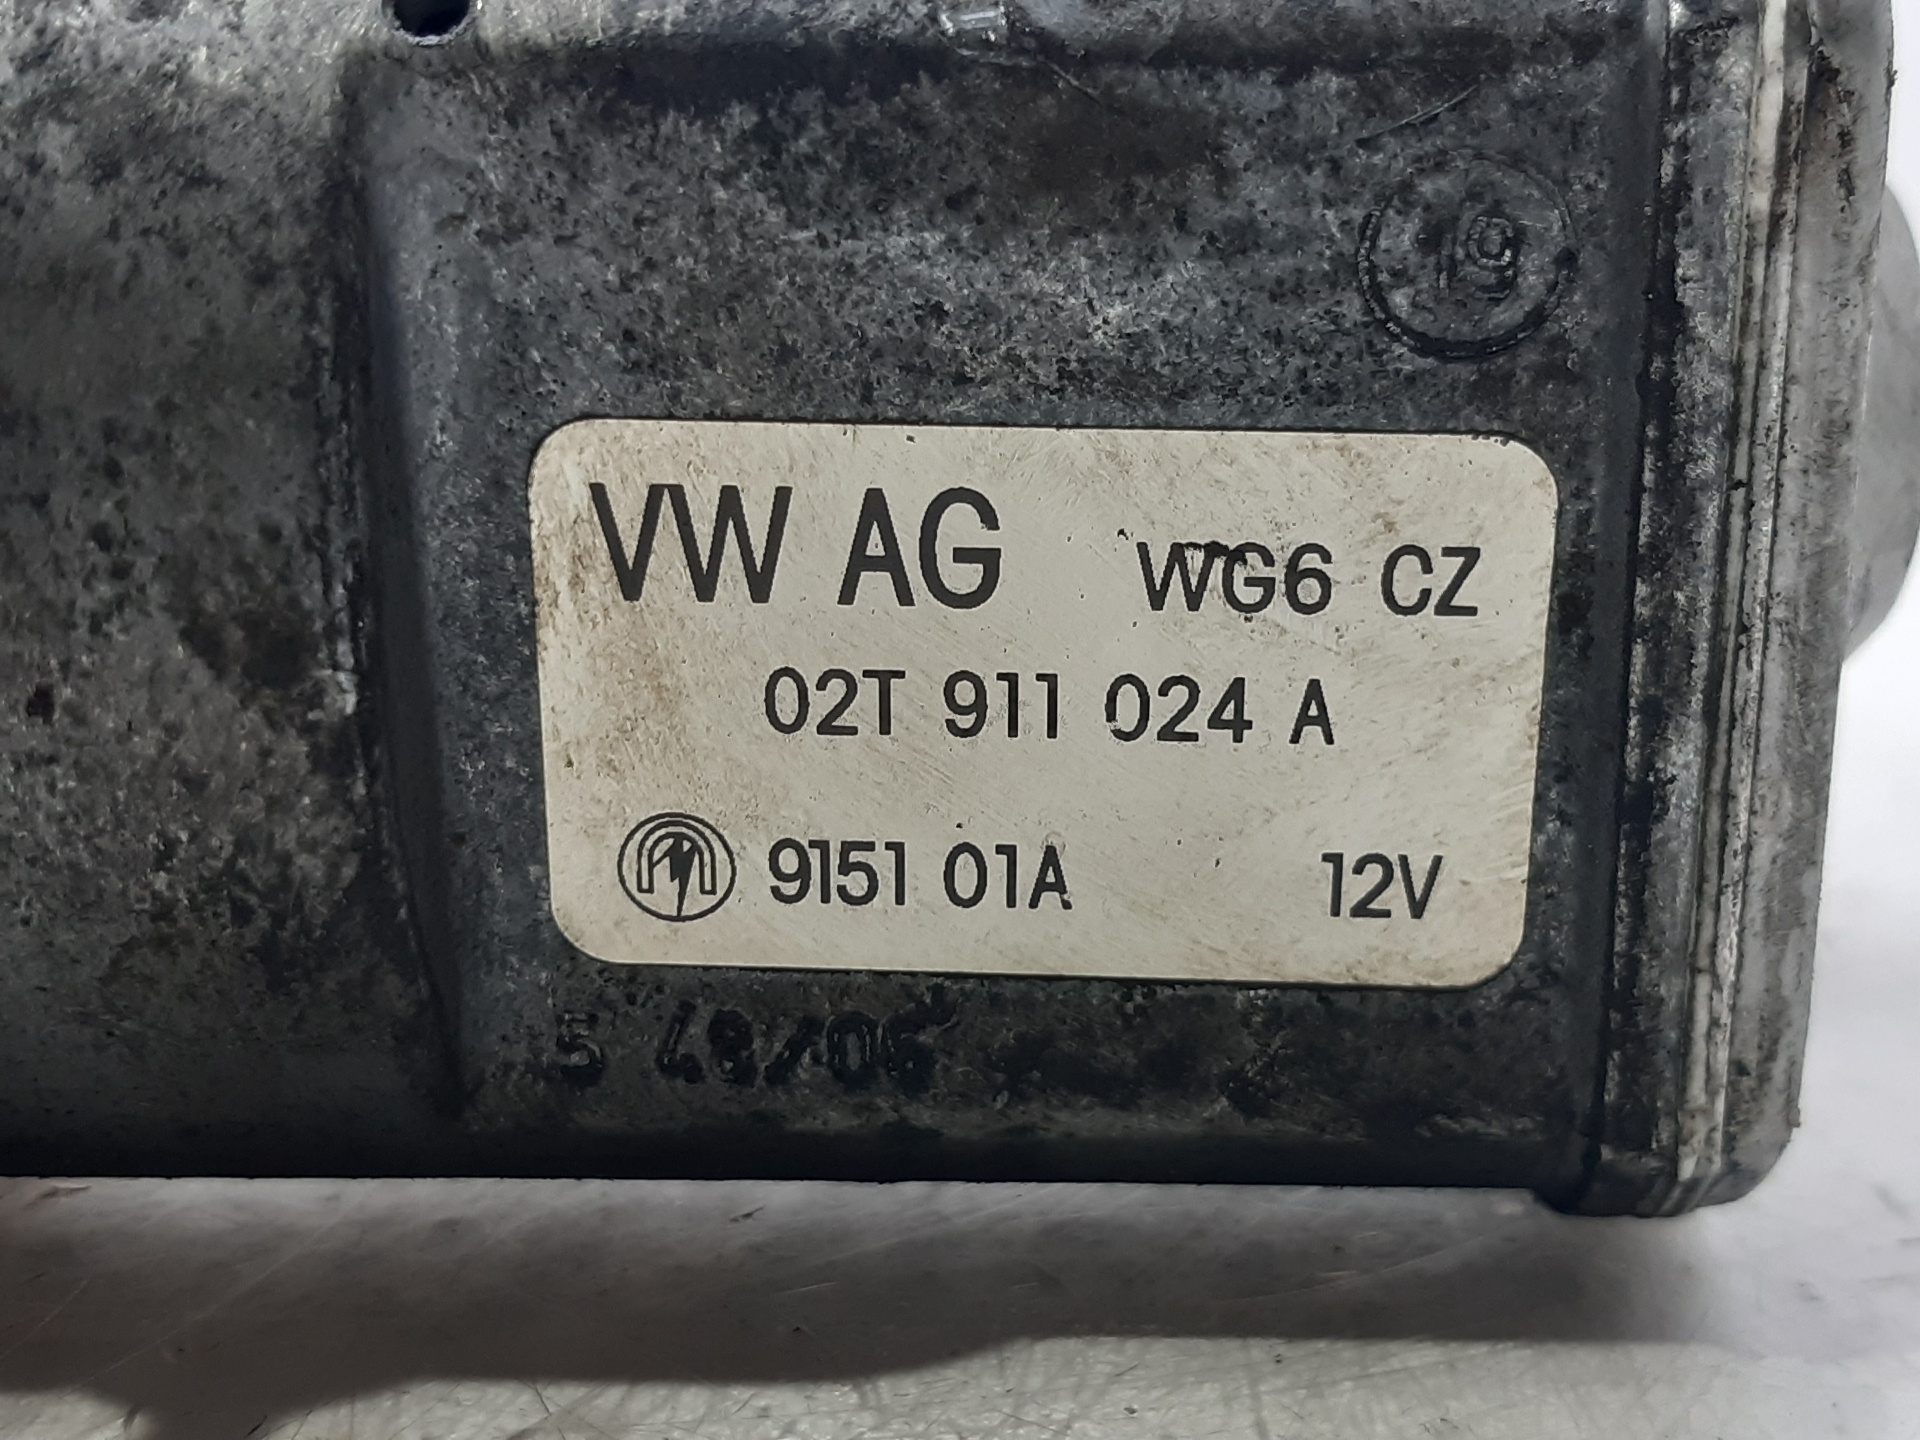 19
VW AG WG6 CZ
02T 911 024 A
9151 01A 12V
5 48/06